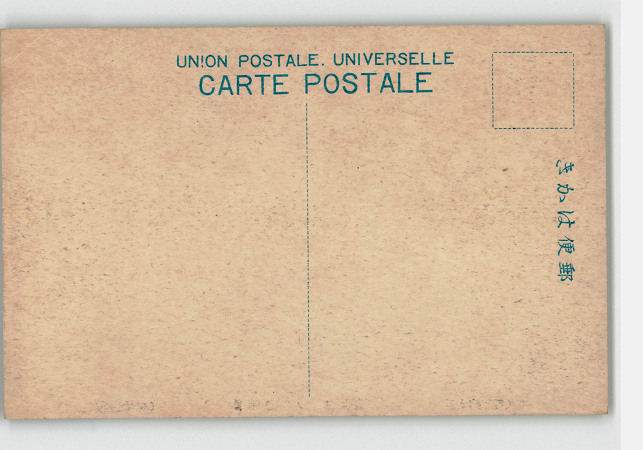 UNION POSTALE. UNIVERSELLE
CARTE POSTALE
郵便はかき